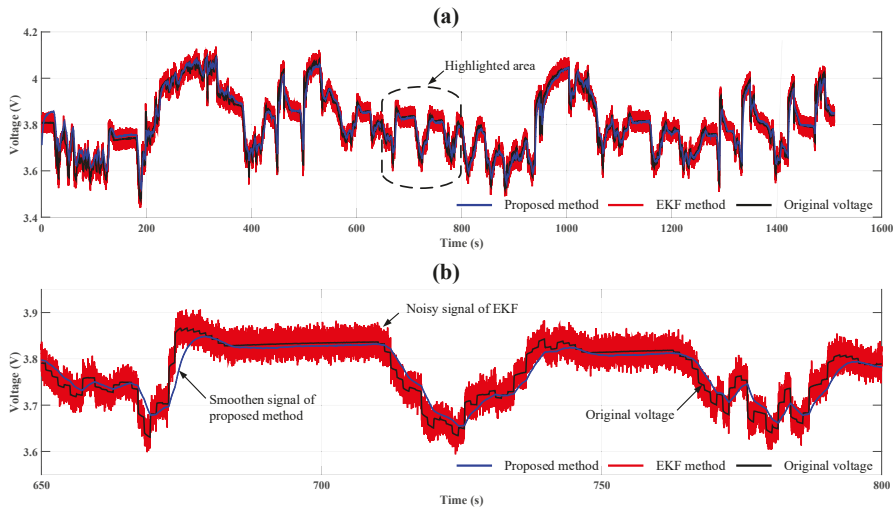 (a)
4.2
4
3.8
3.6
3.4
Voltage (V)
Highlighted area
Proposed method EKF method Original voltage
0 200 400 600 800 1000 1200 1400 1600
Time (s)
(b)
3.9
3.8
3.7
3.6
Voltage (V)
Noisy signal of EKF
Smoothen signal of
proposed method
Original voltage
Proposed method EKF method Original voltage
650 700 750 800
Time (s)